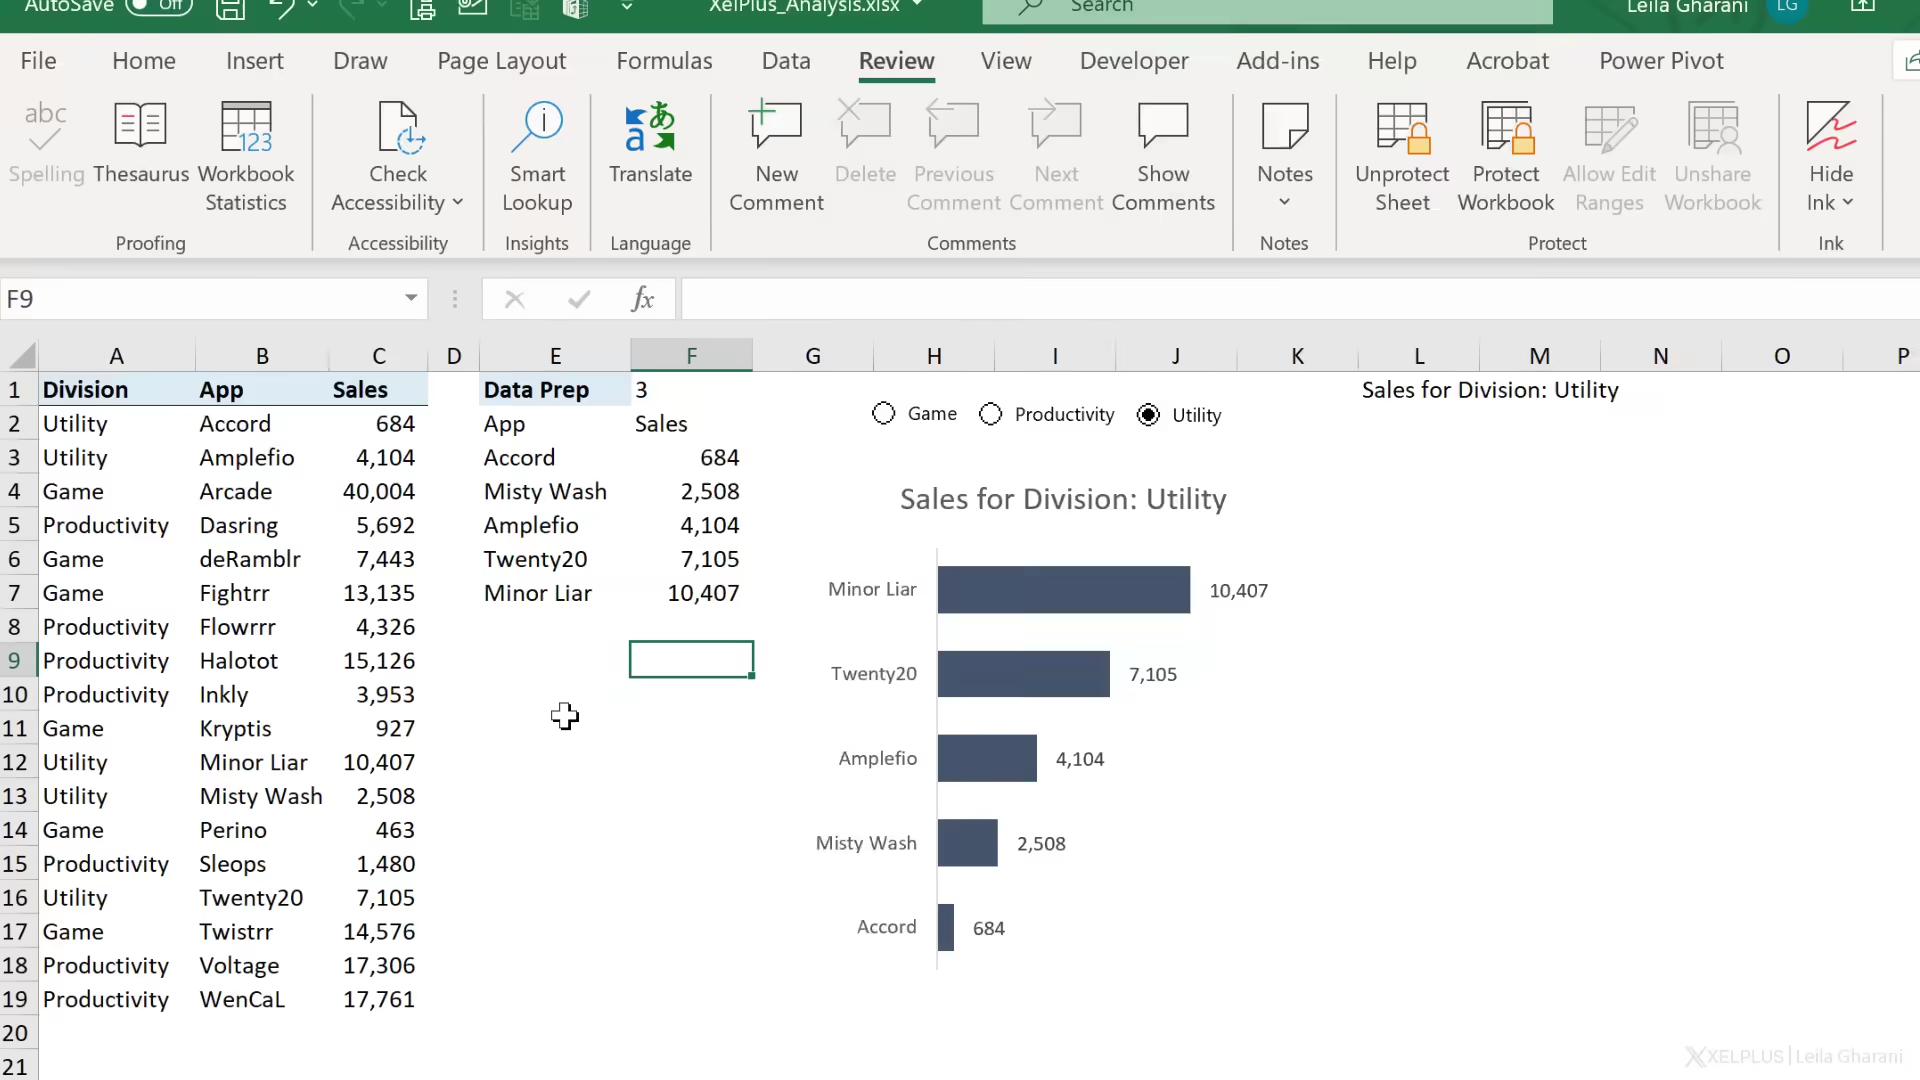 AutoSave Off XelPlus_Analysis.xlsx Search Leila Gharani LG
File Home Insert Draw Page Layout Formulas Data Review View Developer Add-ins Help Acrobat Power Pivot
abc 123 a あ
Spelling Thesaurus Workbook Statistics Check Accessibility Smart Lookup Translate New Comment Delete Previous Comment Next Comment Show Comments Notes Unprotect Sheet Protect Workbook Allow Edit Ranges Unshare Workbook Hide Ink
Proofing Accessibility Insights Language Comments Notes Protect Ink
F9 fx
A B C D E F G H I J K L M N O P
1 Division App Sales Data Prep 3 Sales for Division: Utility
Game Productivity Utility
2 Utility Accord 684 App Sales
3 Utility Amplefio 4,104 Accord 684
4 Game Arcade 40,004 Misty Wash 2,508
5 Productivity Dasring 5,692 Amplefio 4,104
6 Game deRamblr 7,443 Twenty20 7,105
7 Game Fightrr 13,135 Minor Liar 10,407
8 Productivity Flowrrr 4,326
9 Productivity Halotot 15,126
10 Productivity Inkly 3,953
11 Game Kryptis 927
12 Utility Minor Liar 10,407
13 Utility Misty Wash 2,508
14 Game Perino 463
15 Productivity Sleops 1,480
16 Utility Twenty20 7,105
17 Game Twistrr 14,576
18 Productivity Voltage 17,306
19 Productivity WenCaL 17,761
20
21
Sales for Division: Utility
Minor Liar 10,407
Twenty20 7,105
Amplefio 4,104
Misty Wash 2,508
Accord 684
XELPLUS | Leila Gharani